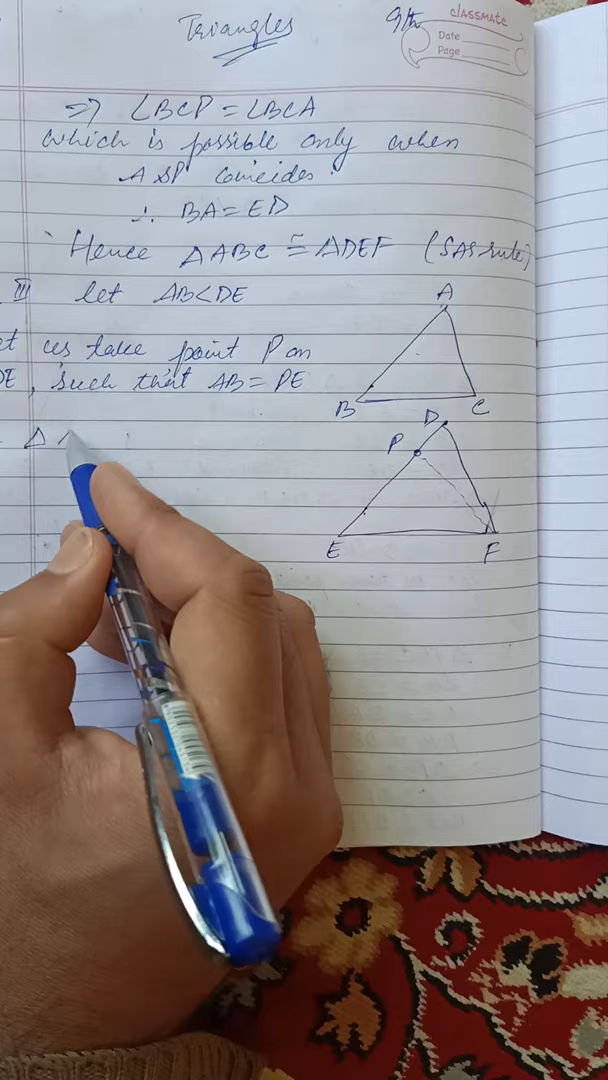 Triangles
9th
classmate
Date
Page
=> ∠BCP = ∠BCA
which is possible only when
A & P coincides.
∴ BA = ED
Hence △ABC ≅ △DEF (SAS rule)
III let AB<DE
et us take point P on
DE, such that AB = PE
△
A
B
C
D
P
E
F